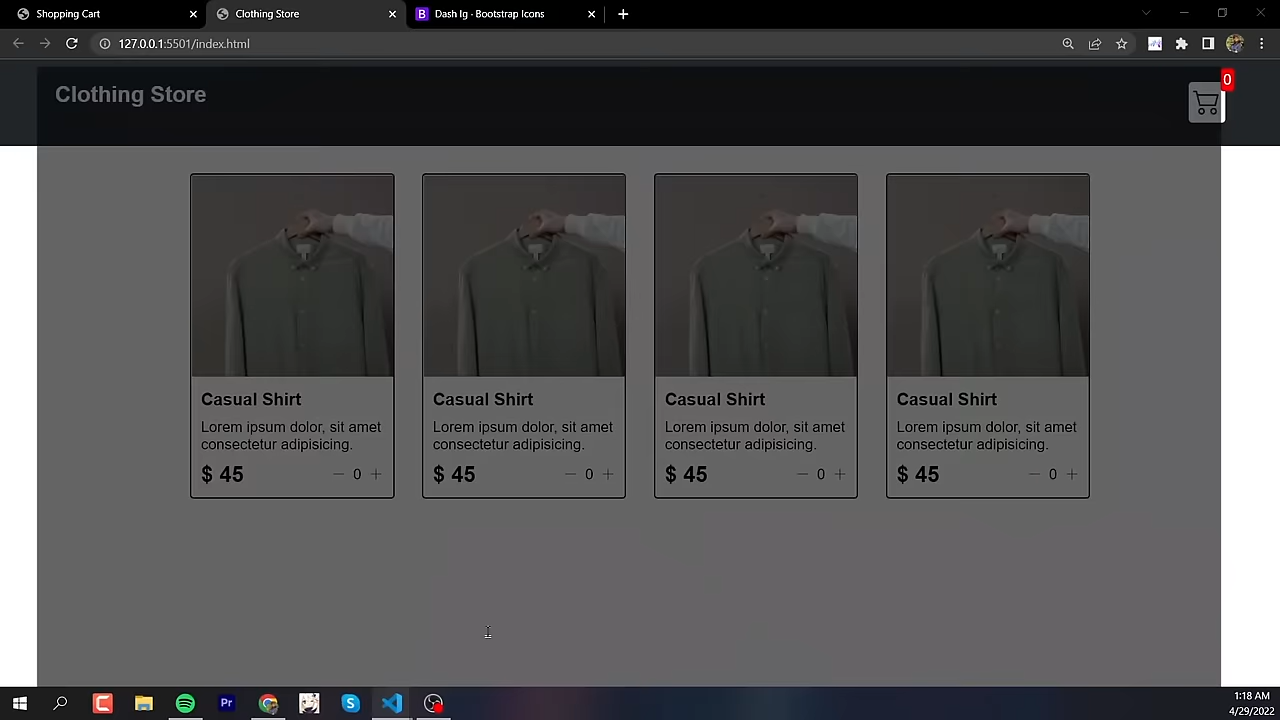 Shopping Cart
Clothing Store
Dash lg · Bootstrap Icons
127.0.0.1:5501/index.html
Clothing Store
0
Casual Shirt
Lorem ipsum dolor, sit amet
consectetur adipisicing.
$ 45
0
Casual Shirt
Lorem ipsum dolor, sit amet
consectetur adipisicing.
$ 45
0
Casual Shirt
Lorem ipsum dolor, sit amet
consectetur adipisicing.
$ 45
0
Casual Shirt
Lorem ipsum dolor, sit amet
consectetur adipisicing.
$ 45
0
1:18 AM
4/29/2022